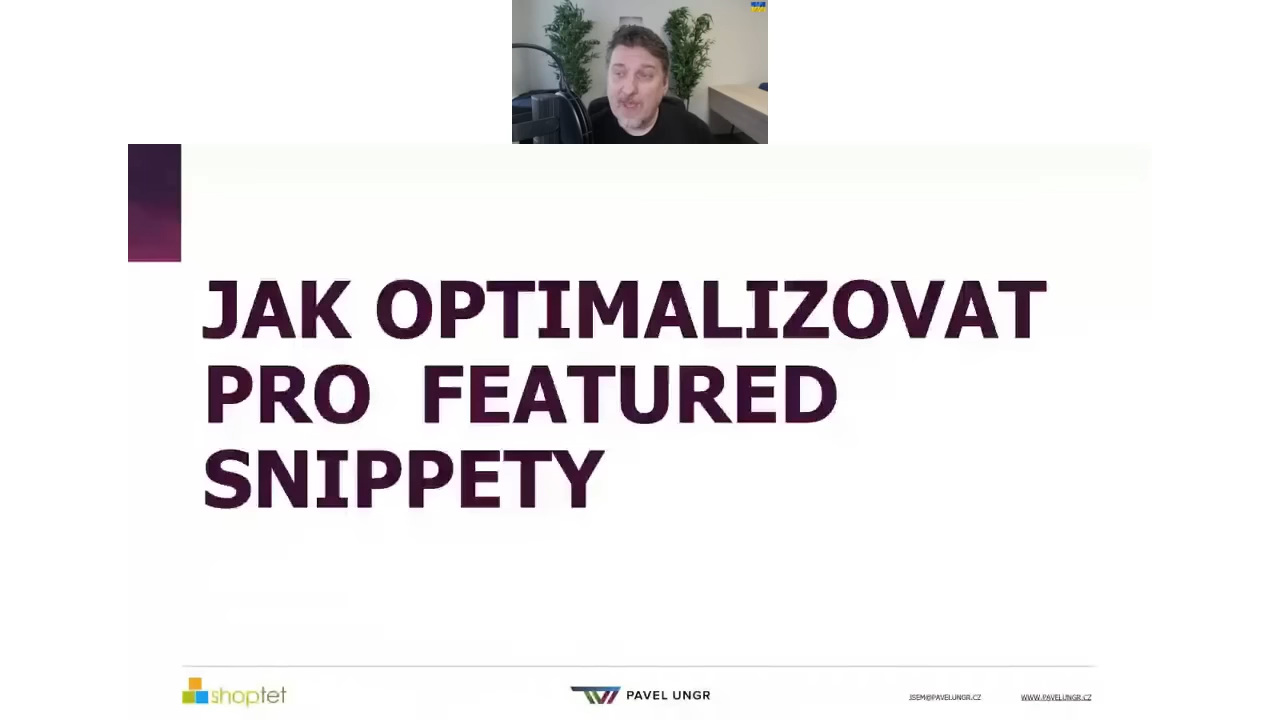 JAK OPTIMALIZOVAT
PRO FEATURED
SNIPPETY
shoptet
PAVEL UNGR
JSEM@PAVELUNGR.CZ
WWW.PAVELUNGR.CZ